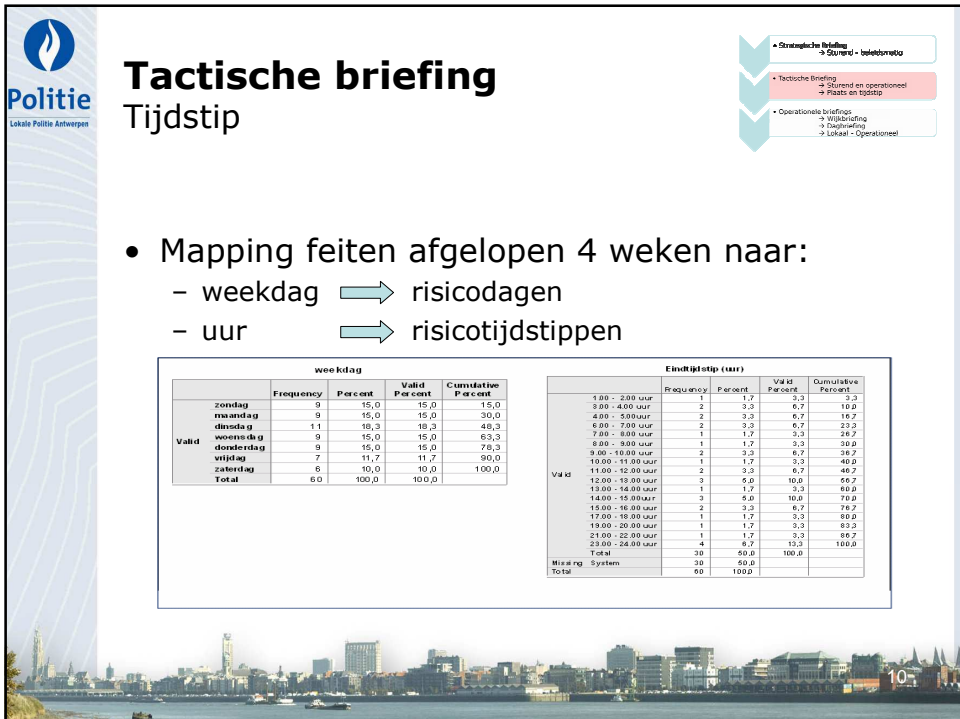 Politie
Lokale Politie Antwerpen
Tactische briefing
Tijdstip
• Strategische Briefing
→ Sturend - beleidsmatig
• Tactische Briefing
→ Sturend en operationeel
→ Plaats en tijdstip
• Operationele briefings
→ Wijkbriefing
→ Dagbriefing
→ Lokaal - Operationeel
• Mapping feiten afgelopen 4 weken naar:
– weekdag risicodagen
– uur risicotijdstippen
weekdag
Frequency Percent Valid Percent Cumulative Percent
Valid zondag 9 15,0 15,0 15,0
maandag 9 15,0 15,0 30,0
dinsdag 11 18,3 18,3 48,3
woensdag 9 15,0 15,0 63,3
donderdag 9 15,0 15,0 78,3
vrijdag 7 11,7 11,7 90,0
zaterdag 6 10,0 10,0 100,0
Total 60 100,0 100,0
Eindtijdstip (uur)
Frequency Percent Valid Percent Cumulative Percent
Valid 1.00 - 2.00 uur 1 1,7 3,3 3,3
3.00 - 4.00 uur 2 3,3 6,7 10,0
4.00 - 5.00uur 2 3,3 6,7 16,7
6.00 - 7.00 uur 2 3,3 6,7 23,3
7.00 - 8.00 uur 1 1,7 3,3 26,7
8.00 - 9.00 uur 1 1,7 3,3 30,0
9.00 - 10.00 uur 2 3,3 6,7 36,7
10.00 - 11.00 uur 1 1,7 3,3 40,0
11.00 - 12.00 uur 2 3,3 6,7 46,7
12.00 - 13.00 uur 3 5,0 10,0 56,7
13.00 - 14.00 uur 1 1,7 3,3 60,0
14.00 - 15.00uur 3 5,0 10,0 70,0
15.00 - 16.00 uur 2 3,3 6,7 76,7
17.00 - 18.00 uur 1 1,7 3,3 80,0
19.00 - 20.00 uur 1 1,7 3,3 83,3
21.00 - 22.00 uur 1 1,7 3,3 86,7
23.00 - 24.00 uur 4 6,7 13,3 100,0
Total 30 50,0 100,0
Missing System 30 50,0
Total 60 100,0
10